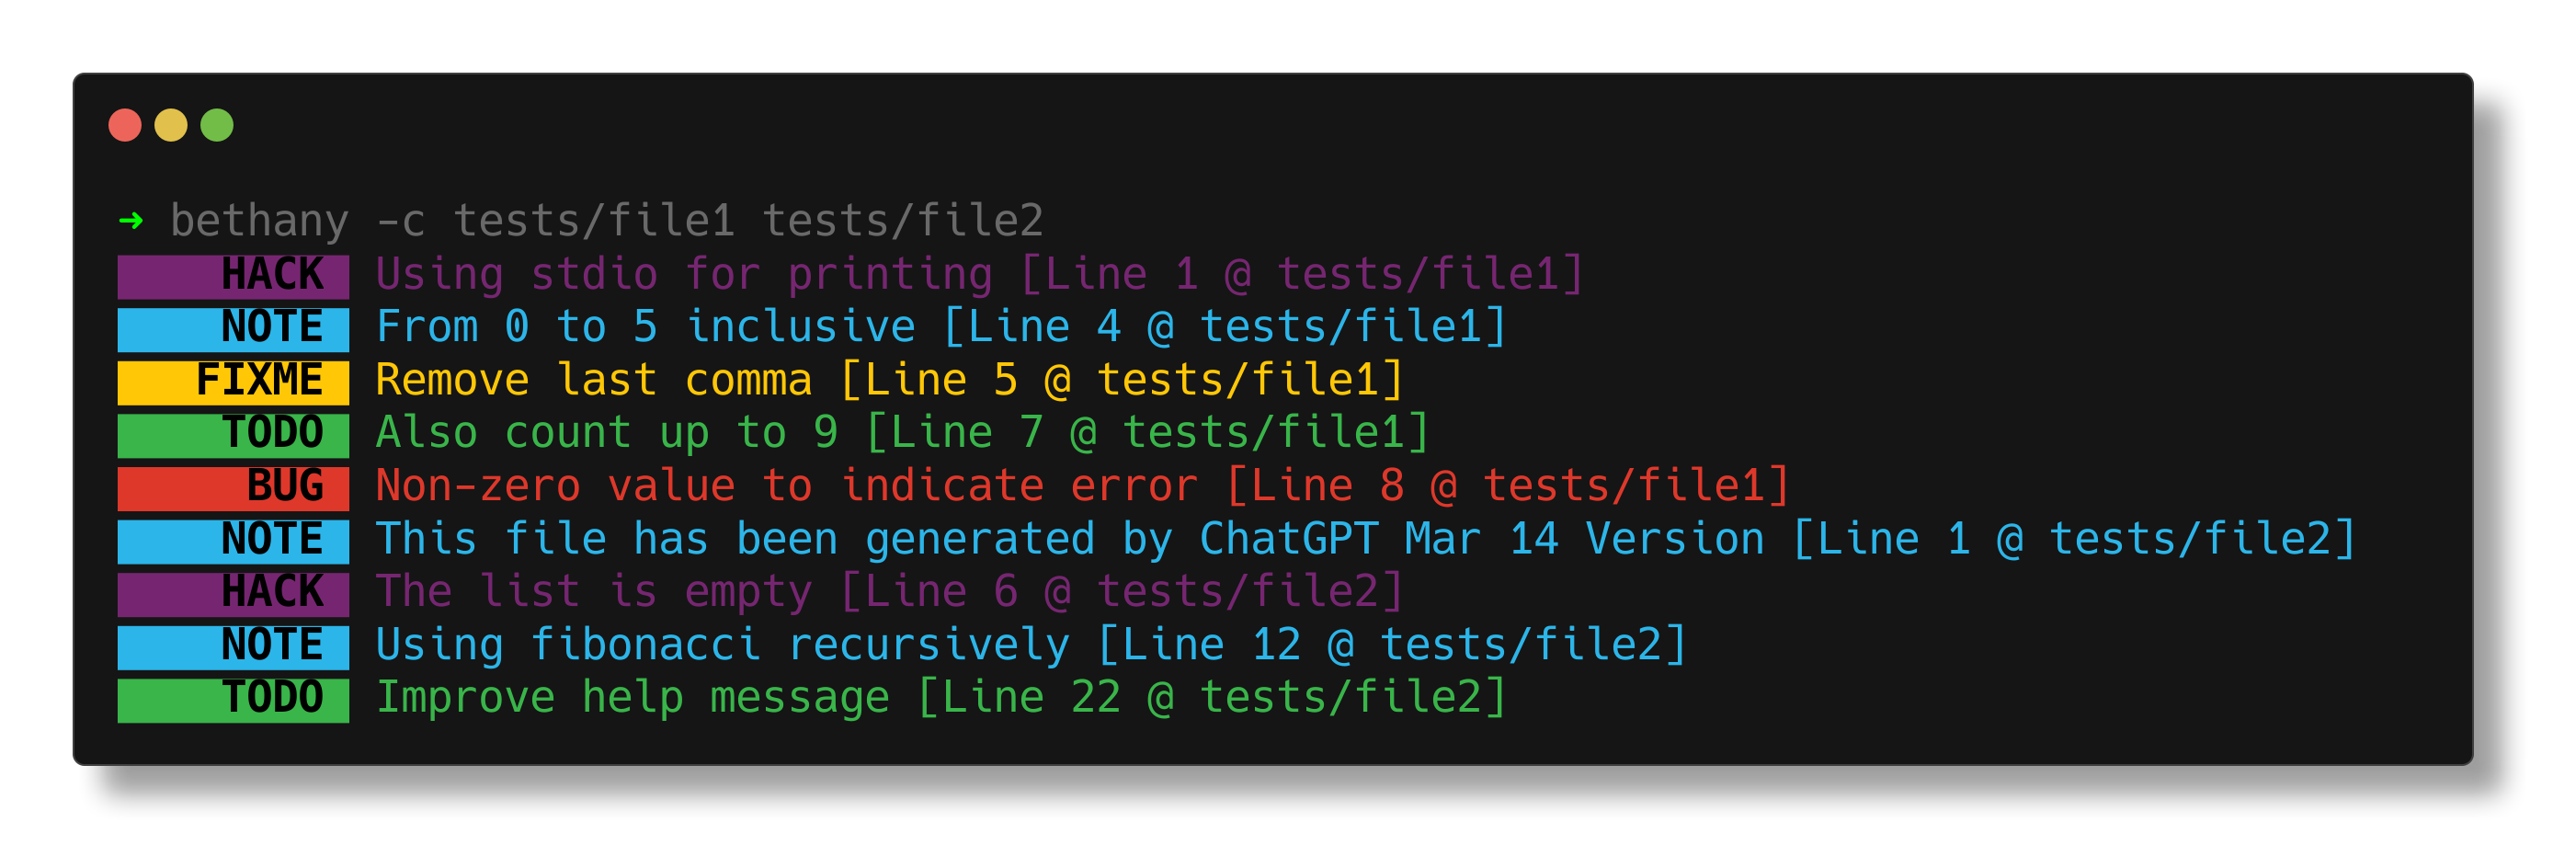 ➜ bethany -c tests/file1 tests/file2
HACK Using stdio for printing [Line 1 @ tests/file1]
NOTE From 0 to 5 inclusive [Line 4 @ tests/file1]
FIXME Remove last comma [Line 5 @ tests/file1]
TODO Also count up to 9 [Line 7 @ tests/file1]
BUG Non-zero value to indicate error [Line 8 @ tests/file1]
NOTE This file has been generated by ChatGPT Mar 14 Version [Line 1 @ tests/file2]
HACK The list is empty [Line 6 @ tests/file2]
NOTE Using fibonacci recursively [Line 12 @ tests/file2]
TODO Improve help message [Line 22 @ tests/file2]